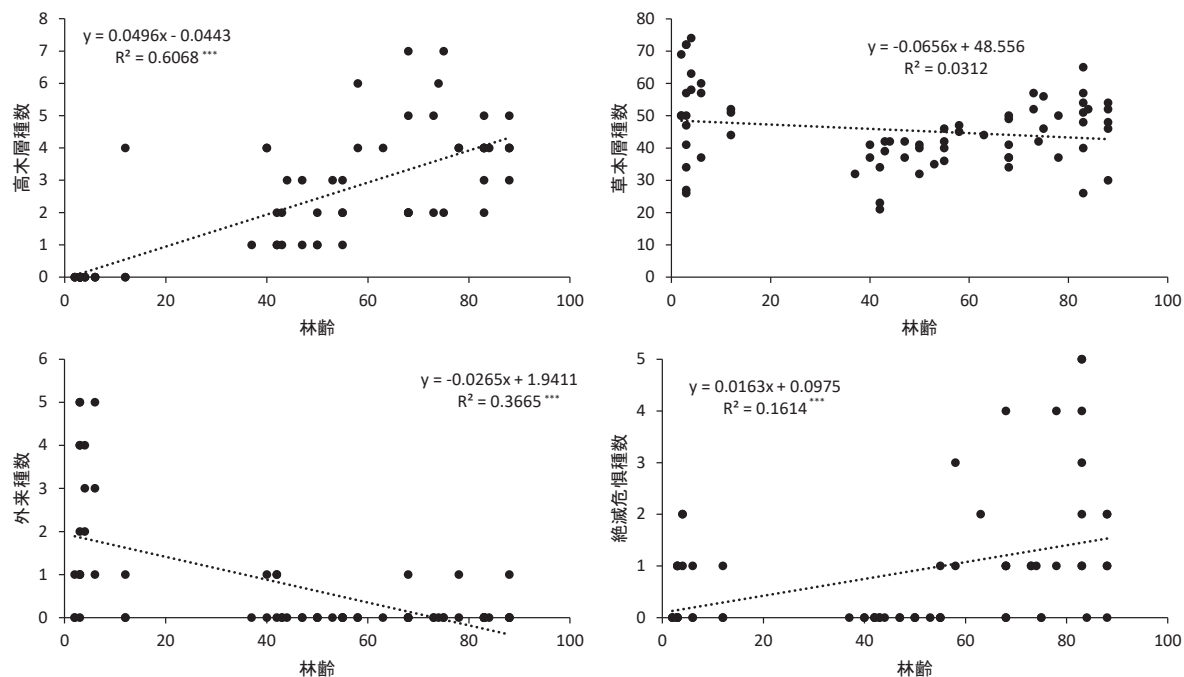 y = 0.0496x - 0.0443
R² = 0.6068 ***
高木層種数
8
7
6
5
4
3
2
1
0
0 20 40 60 80 100
林齢
y = -0.0656x + 48.556
R² = 0.0312
草本層種数
80
70
60
50
40
30
20
10
0
0 20 40 60 80 100
林齢
y = -0.0265x + 1.9411
R² = 0.3665 ***
外来種数
6
5
4
3
2
1
0
0 20 40 60 80 100
林齢
y = 0.0163x + 0.0975
R² = 0.1614 ***
絶滅危惧種数
5
4
3
2
1
0
0 20 40 60 80 100
林齢